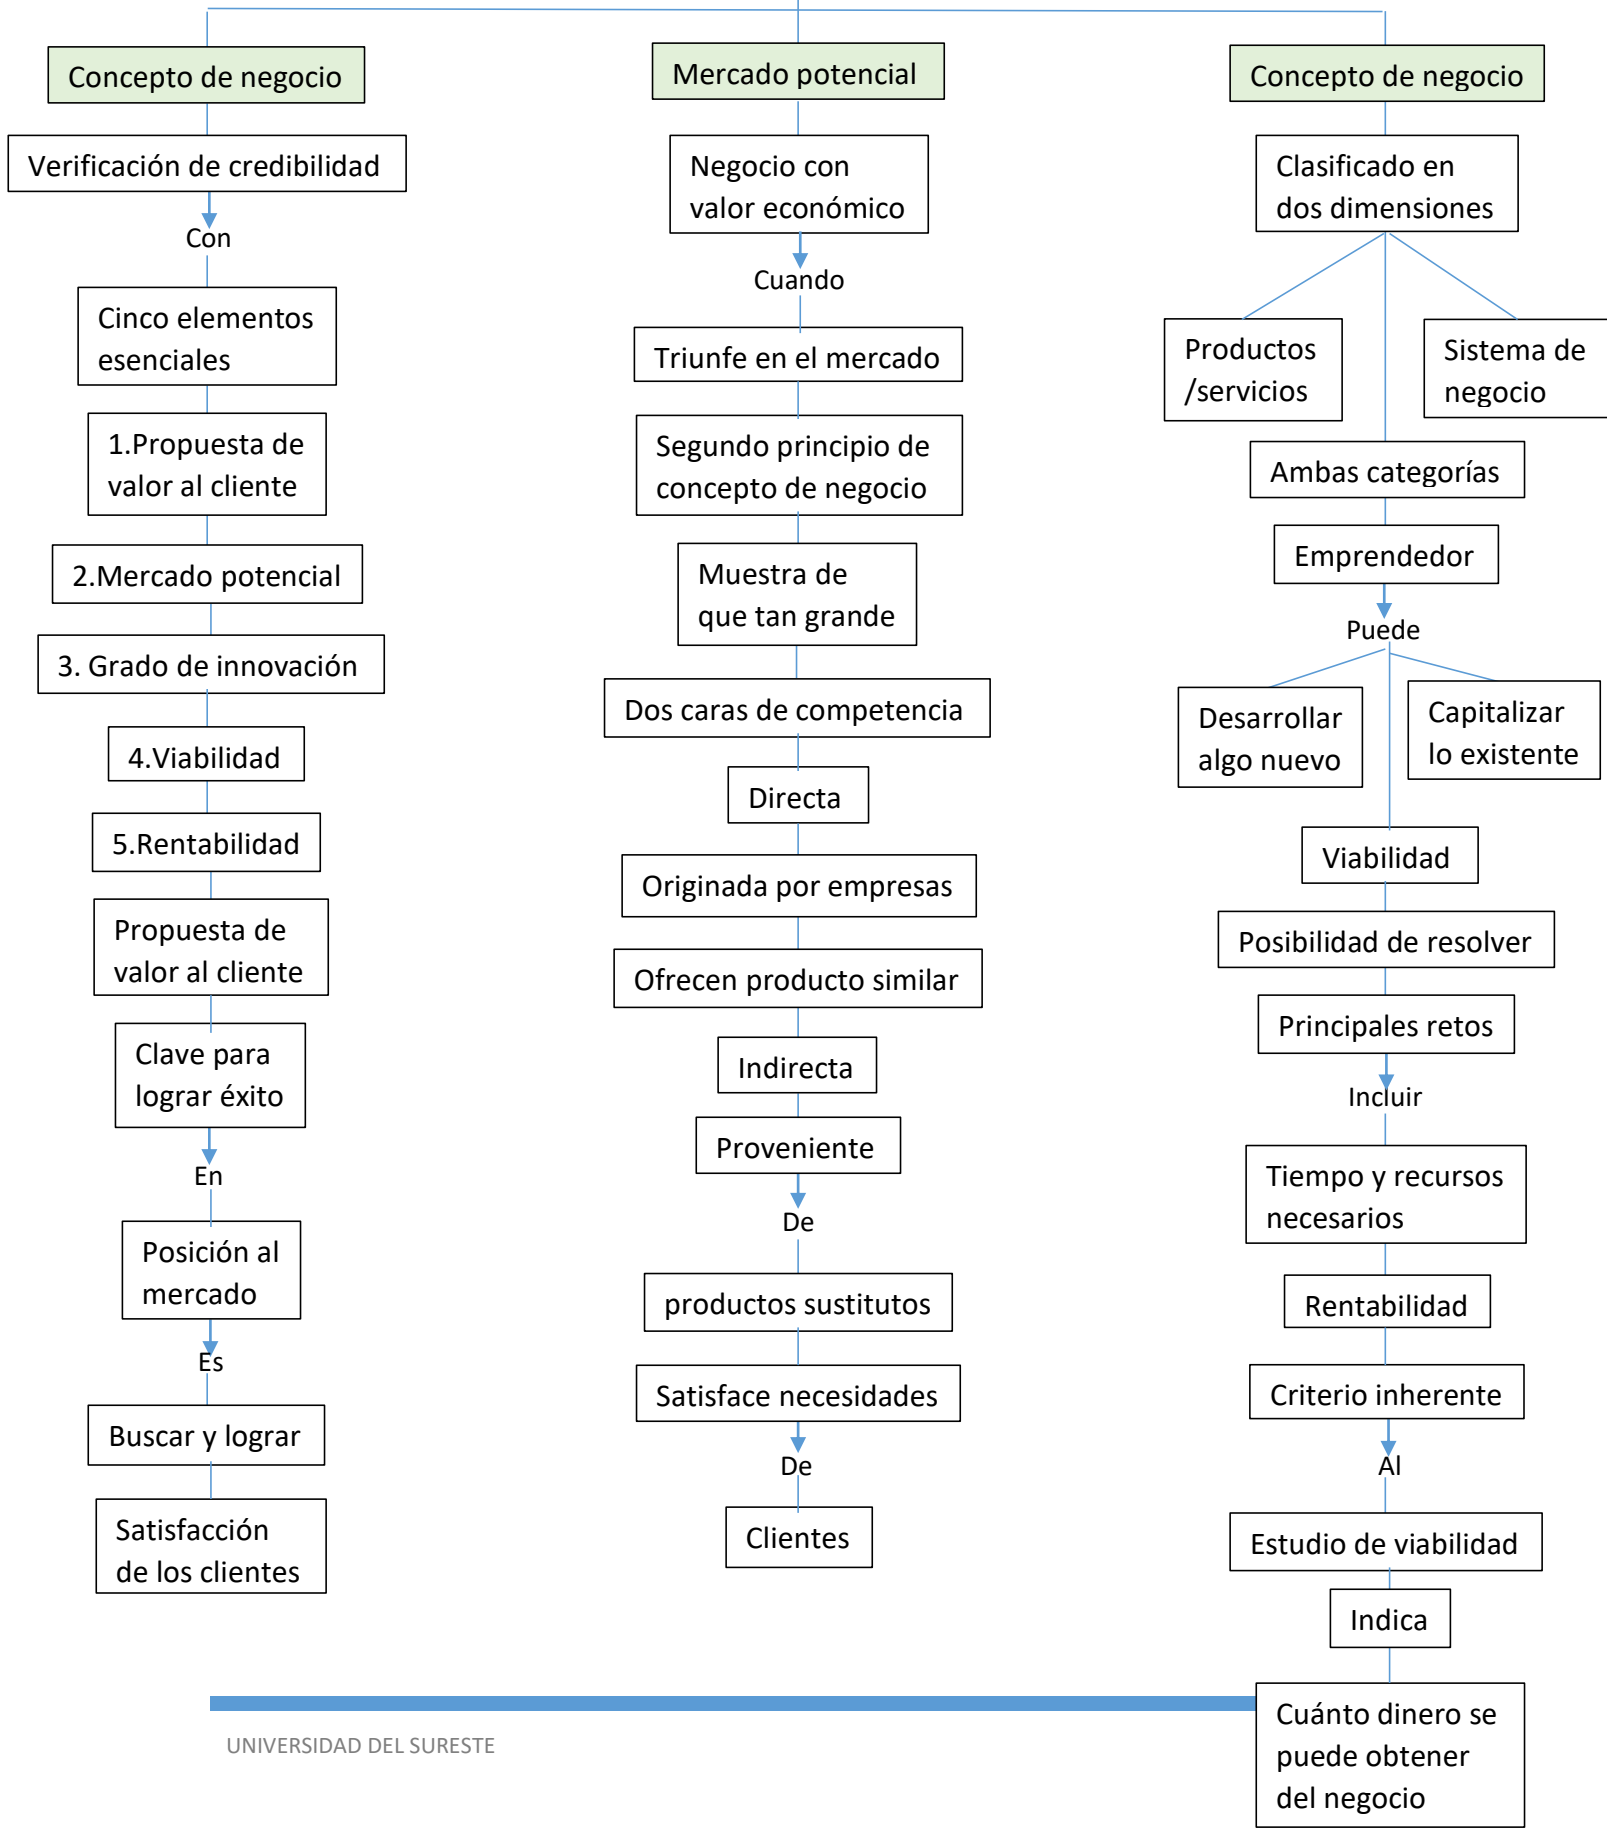 Concepto de negocio
Verificación de credibilidad
Con
Cinco elementos
esenciales
1.Propuesta de
valor al cliente
2.Mercado potencial
3. Grado de innovación
4.Viabilidad
5.Rentabilidad
Propuesta de
valor al cliente
Clave para
lograr éxito
En
Posición al
mercado
Es
Buscar y lograr
Satisfacción
de los clientes
Mercado potencial
Negocio con
valor económico
Cuando
Triunfe en el mercado
Segundo principio de
concepto de negocio
Muestra de
que tan grande
Dos caras de competencia
Directa
Originada por empresas
Ofrecen producto similar
Indirecta
Proveniente
De
productos sustitutos
Satisface necesidades
De
Clientes
Concepto de negocio
Clasificado en
dos dimensiones
Productos
/servicios
Sistema de
negocio
Ambas categorías
Emprendedor
Puede
Desarrollar
algo nuevo
Capitalizar
lo existente
Viabilidad
Posibilidad de resolver
Principales retos
Incluir
Tiempo y recursos
necesarios
Rentabilidad
Criterio inherente
Al
Estudio de viabilidad
Indica
Cuánto dinero se
puede obtener
del negocio
UNIVERSIDAD DEL SURESTE